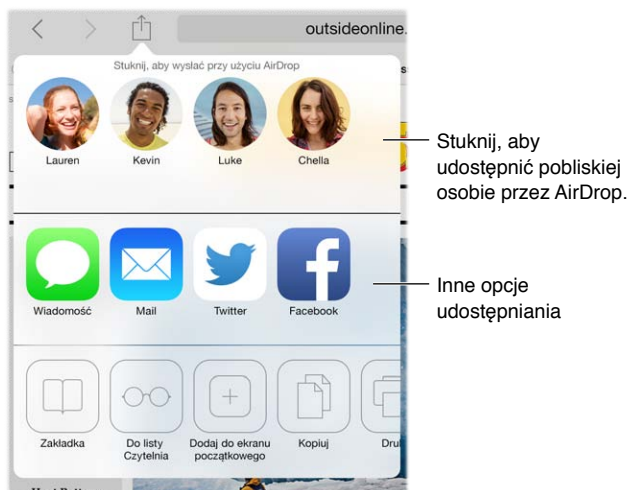 outsideonline.
Stuknij, aby wysłać przy użyciu AirDrop
Lauren
Kevin
Luke
Chella
Stuknij, aby
udostępnić pobliskiej
osobie przez AirDrop.
Wiadomość
Mail
Twitter
Facebook
Inne opcje
udostępniania
Zakładka
Do listy
Czytelnia
Dodaj do ekranu
początkowego
Kopiuj